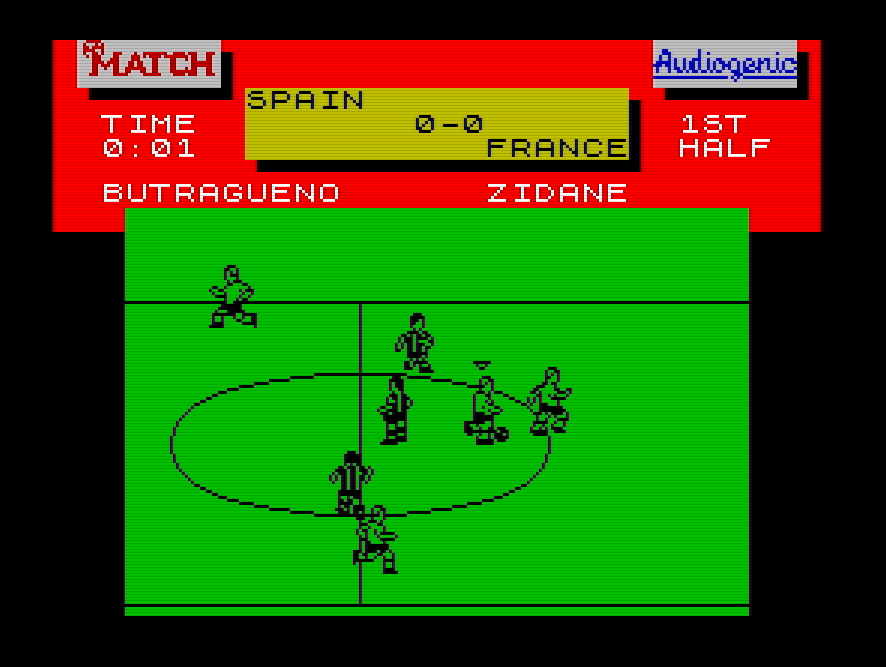 MATCH
Audiogenic
SPAIN
0-0
FRANCE
TIME
0:01
1ST
HALF
BUTRAGUENO
ZIDANE